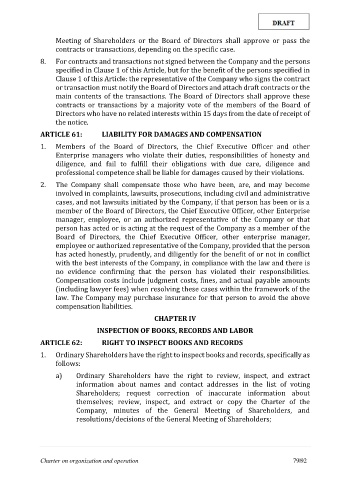 DRAFT
Meeting of Shareholders or the Board of Directors shall approve or pass the
contracts or transactions, depending on the specific case.
8. For contracts and transactions not signed between the Company and the persons
specified in Clause 1 of this Article, but for the benefit of the persons specified in
Clause 1 of this Article: the representative of the Company who signs the contract
or transaction must notify the Board of Directors and attach draft contracts or the
main contents of the transactions. The Board of Directors shall approve these
contracts or transactions by a majority vote of the members of the Board of
Directors who have no related interests within 15 days from the date of receipt of
the notice.
ARTICLE 61: LIABILITY FOR DAMAGES AND COMPENSATION
1. Members of the Board of Directors, the Chief Executive Officer and other
Enterprise managers who violate their duties, responsibilities of honesty and
diligence, and fail to fulfill their obligations with due care, diligence and
professional competence shall be liable for damages caused by their violations.
2. The Company shall compensate those who have been, are, and may become
involved in complaints, lawsuits, prosecutions, including civil and administrative
cases, and not lawsuits initiated by the Company, if that person has been or is a
member of the Board of Directors, the Chief Executive Officer, other Enterprise
manager, employee, or an authorized representative of the Company or that
person has acted or is acting at the request of the Company as a member of the
Board of Directors, the Chief Executive Officer, other enterprise manager,
employee or authorized representative of the Company, provided that the person
has acted honestly, prudently, and diligently for the benefit of or not in conflict
with the best interests of the Company, in compliance with the law and there is
no evidence confirming that the person has violated their responsibilities.
Compensation costs include judgment costs, fines, and actual payable amounts
(including lawyer fees) when resolving these cases within the framework of the
law. The Company may purchase insurance for that person to avoid the above
compensation liabilities.
CHAPTER IV
INSPECTION OF BOOKS, RECORDS AND LABOR
ARTICLE 62: RIGHT TO INSPECT BOOKS AND RECORDS
1. Ordinary Shareholders have the right to inspect books and records, specifically as
follows:
a) Ordinary Shareholders have the right to review, inspect, and extract
information about names and contact addresses in the list of voting
Shareholders; request correction of inaccurate information about
themselves; review, inspect, and extract or copy the Charter of the
Company, minutes of the General Meeting of Shareholders, and
resolutions/decisions of the General Meeting of Shareholders;
Charter on organization and operation 79|92